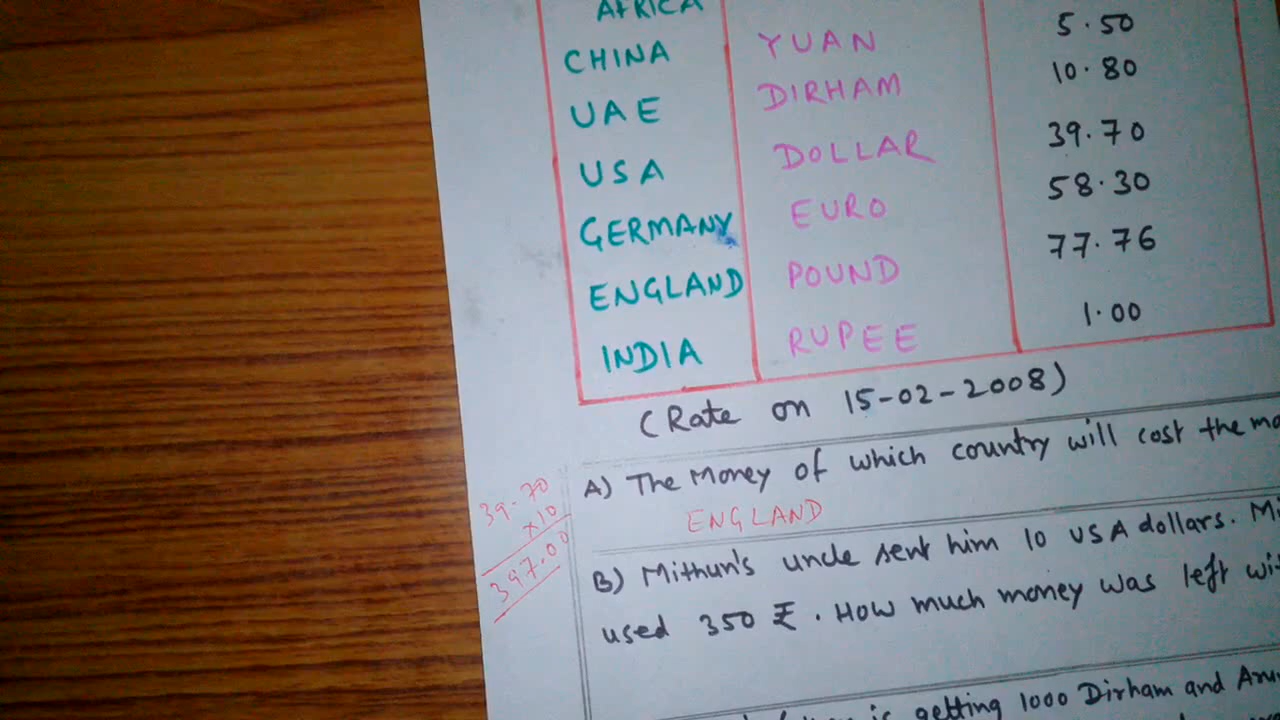 AFRICA
CHINA YUAN 5.50
UAE DIRHAM 10.80
USA DOLLAR 39.70
GERMANY EURO 58.30
ENGLAND POUND 77.76
INDIA RUPEE 1.00
(Rate on 15-02-2008)
A) The Money of which country will cost the
ENGLAND
39.70
×10
397.00
B) Mithun's uncle sent him 10 USA dollars.
used 350 ₹. How much money was left
is getting 1000 Dirham and